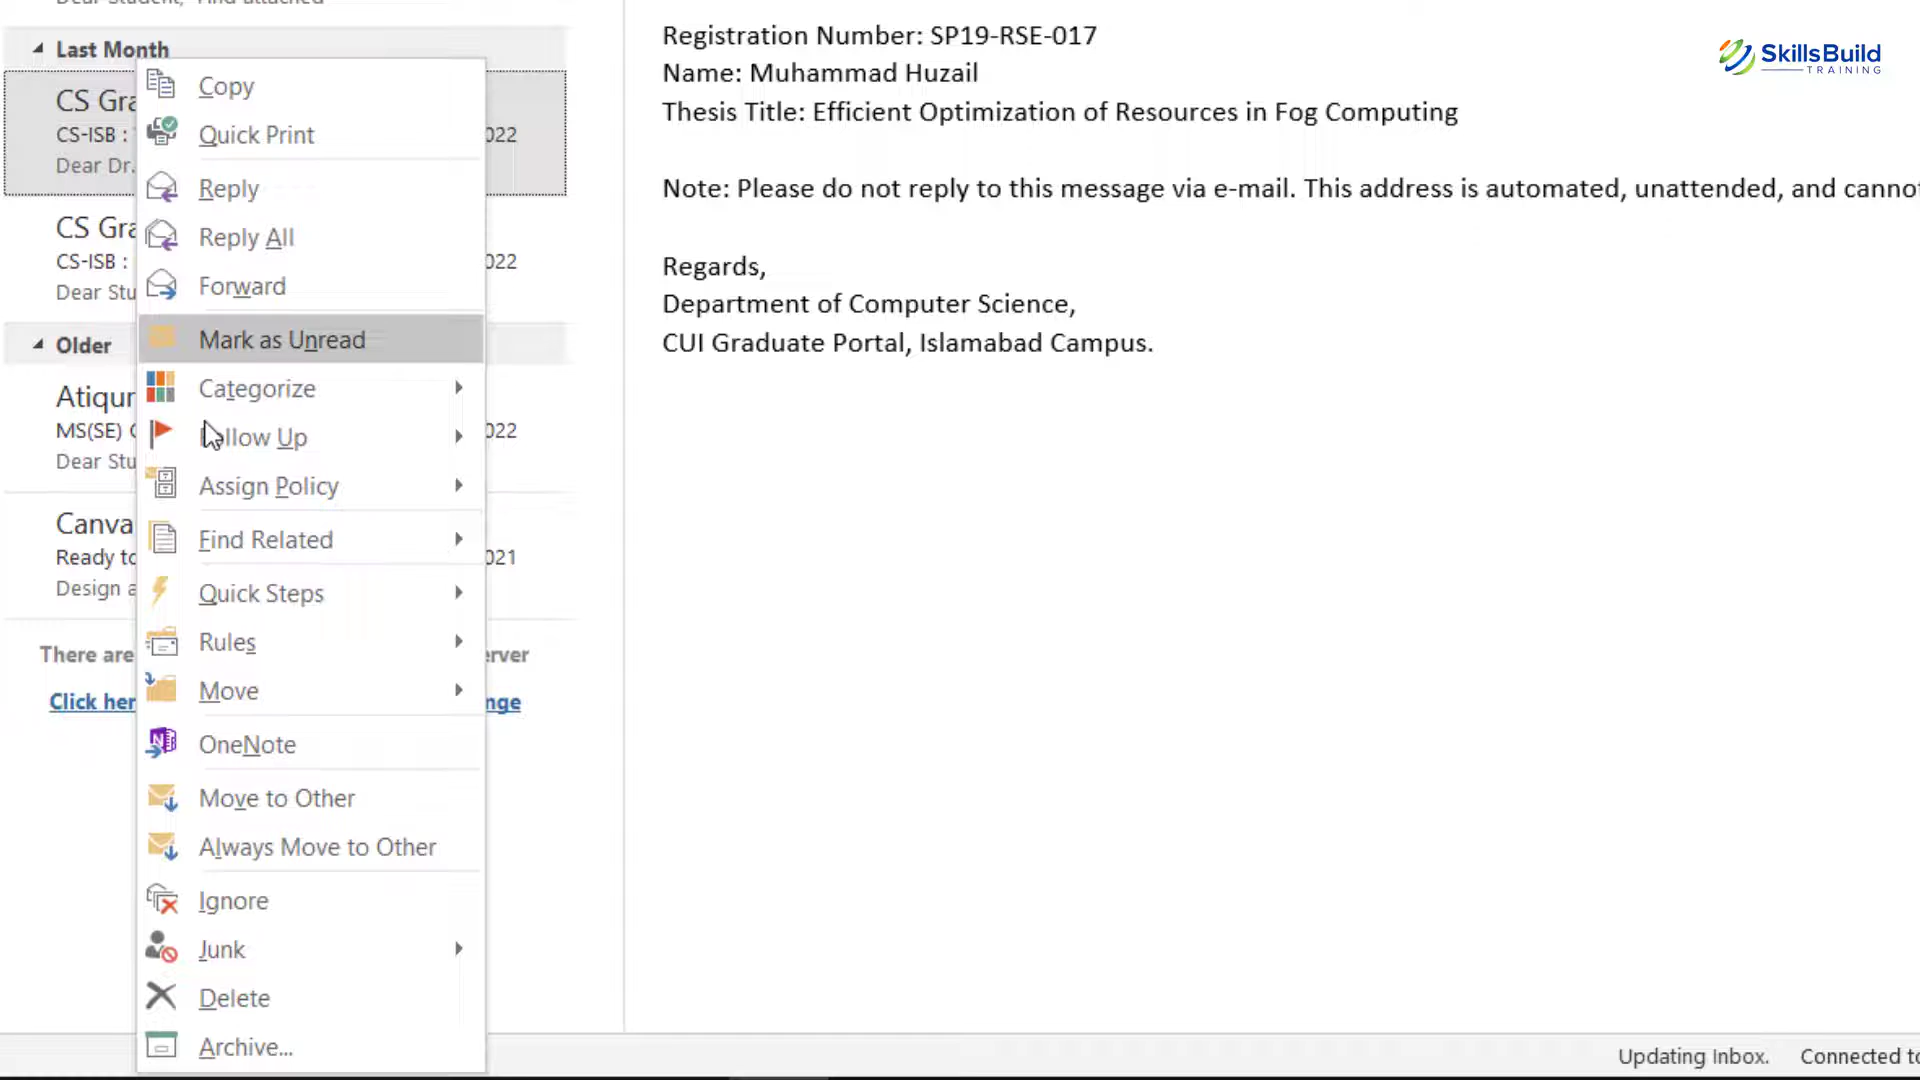 Last Month
CS Gra
CS-ISB :
022
Dear Dr.
CS Gra
CS-ISB :
022
Dear Stu
Older
Atiqur
MS(SE)
022
Dear Stu
Canva
Ready to
021
Design a
There are
erver
Click her
nge
Copy
Quick Print
Reply
Reply All
Forward
Mark as Unread
Categorize
llow Up
Assign Policy
Find Related
Quick Steps
Rules
Move
OneNote
Move to Other
Always Move to Other
Ignore
Junk
Delete
Archive...
Registration Number: SP19-RSE-017
Name: Muhammad Huzail
Thesis Title: Efficient Optimization of Resources in Fog Computing
Note: Please do not reply to this message via e-mail. This address is automated, unattended, and canno
Regards,
Department of Computer Science,
CUI Graduate Portal, Islamabad Campus.
SkillsBuild
TRAINING
Updating Inbox.
Connected to